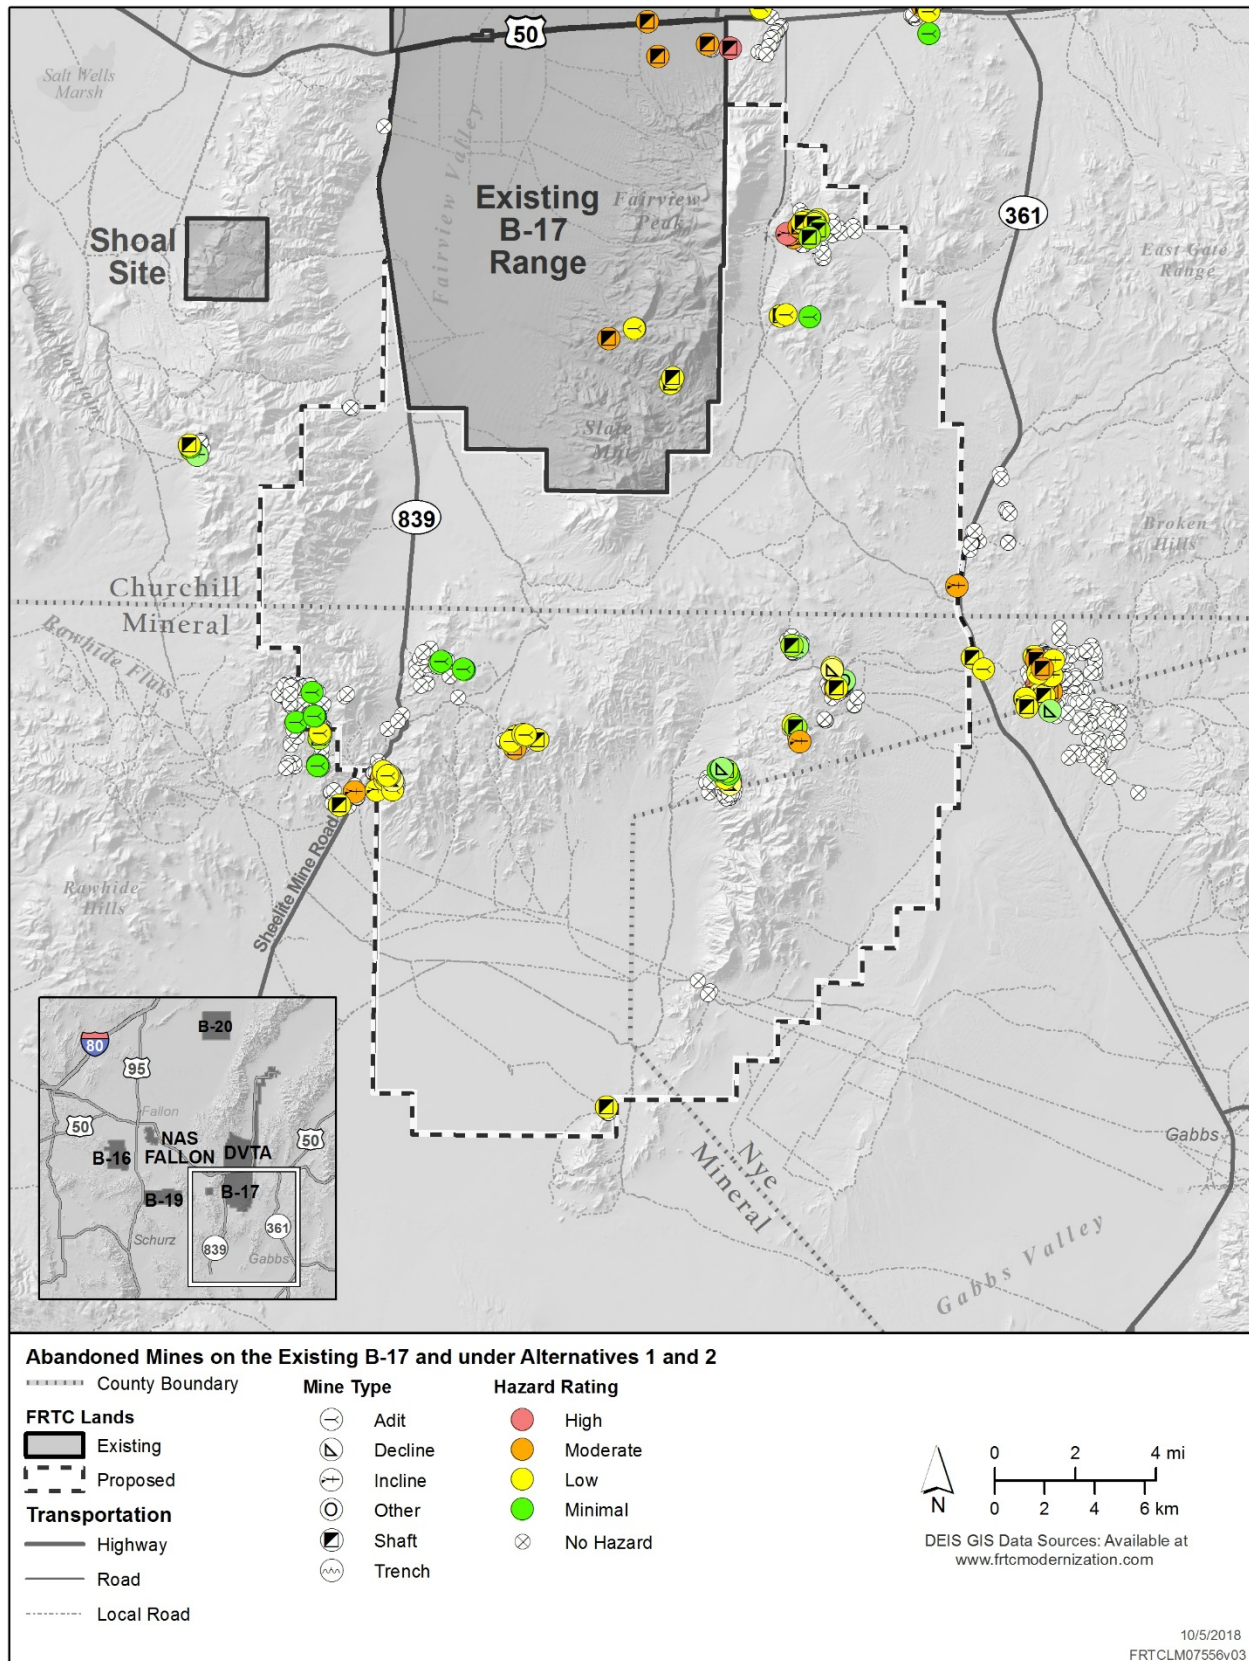 50
Salt Wells
Marsh
Fairview Valley
Existing
B-17
Range
Fairview
Peak
361
Shoal
Site
East Gate
Range
Slate
Mtn
839
Broken
Hills
Churchill
Mineral
Rawhide Flats
Rawhide
Hills
Sheelite Mine Road
Nye
Mineral
Gabbs
Gabbs Valley
B-20
80
95
Fallon
50
NAS
FALLON
DVTA
50
B-16
B-19
B-17
Schurz
839
361
Gabbs
Abandoned Mines on the Existing B-17 and under Alternatives 1 and 2
County Boundary
FRTC Lands
Existing
Proposed
Transportation
Highway
Road
Local Road
Mine Type
Adit
Decline
Incline
Other
Shaft
Trench
Hazard Rating
High
Moderate
Low
Minimal
No Hazard
N
0 2 4 mi
0 2 4 6 km
DEIS GIS Data Sources: Available at
www.frtcmodernization.com
10/5/2018
FRTCLM07556v03